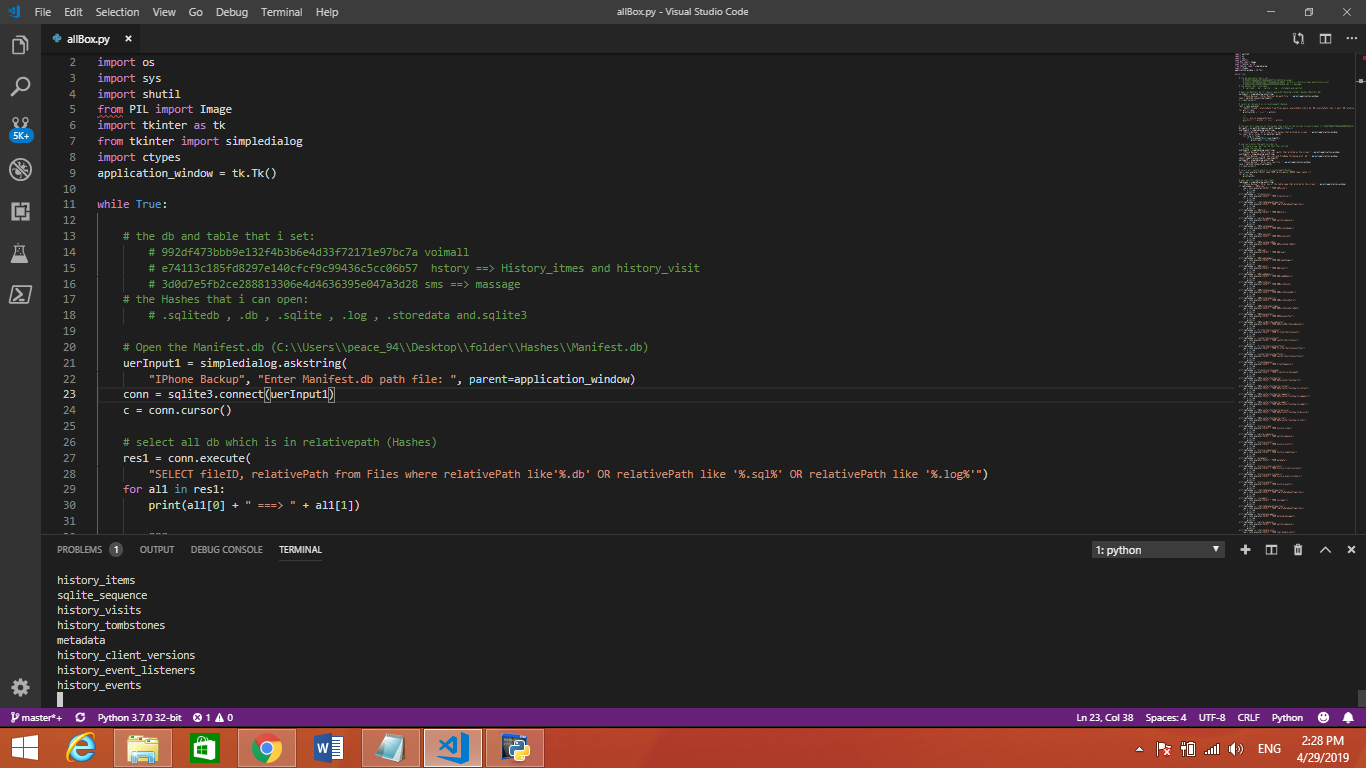 File Edit Selection View Go Debug Terminal Help
allBox.py - Visual Studio Code
allBox.py
2 import os
3 import sys
4 import shutil
5 from PIL import Image
6 import tkinter as tk
7 from tkinter import simpledialog
8 import ctypes
9 application_window = tk.Tk()
10
11 while True:
12
13 # the db and table that i set:
14 # 992df473bbb9e132f4b3b6e4d33f72171e97bc7a voimall
15 # e74113c185fd8297e140cfcf9c99436c5cc06b57 hstory ==> History_itmes and history_visit
16 # 3d0d7e5fb2ce288813306e4d4636395e047a3d28 sms ==> massage
17 # the Hashes that i can open:
18 # .sqlitedb , .db , .sqlite , .log , .storedata and.sqlite3
19
20 # Open the Manifest.db (C:\\Users\\peace_94\\Desktop\\folder\\Hashes\\Manifest.db)
21 uerInput1 = simpledialog.askstring(
22 "IPhone Backup", "Enter Manifest.db path file: ", parent=application_window)
23 conn = sqlite3.connect(uerInput1)
24 c = conn.cursor()
25
26 # select all db which is in relativepath (Hashes)
27 res1 = conn.execute(
28 "SELECT fileID, relativePath from Files where relativePath like'%.db' OR relativePath like '%.sql%' OR relativePath like '%.log%'")
29 for al1 in res1:
30 print(al1[0] + " ===> " + al1[1])
31
5K+
PROBLEMS 1 OUTPUT DEBUG CONSOLE TERMINAL
1: python
history_items
sqlite_sequence
history_visits
history_tombstones
metadata
history_client_versions
history_event_listeners
history_events
master*+ Python 3.7.0 32-bit 1 0
Ln 23, Col 38 Spaces: 4 UTF-8 CRLF Python
ENG
2:28 PM
4/29/2019